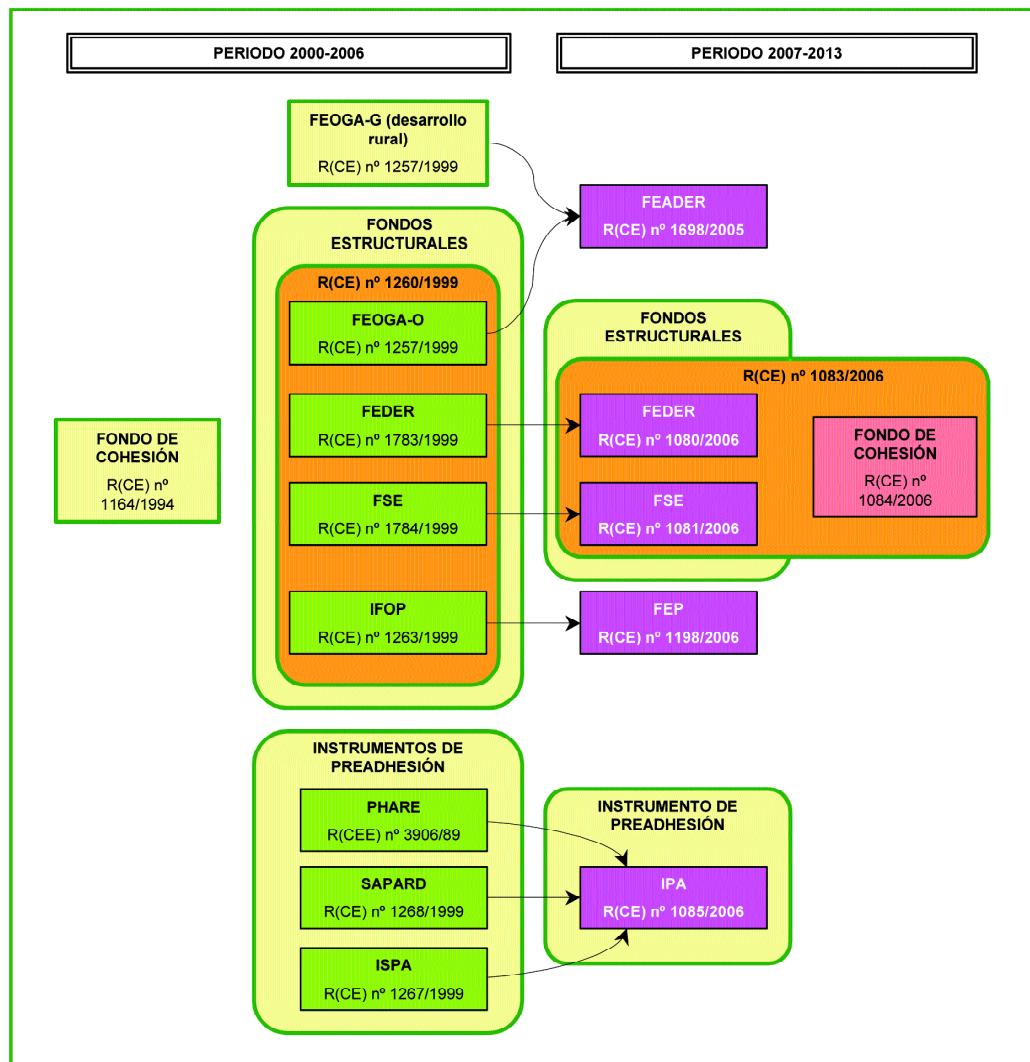 PERIODO 2000-2006
PERIODO 2007-2013
FEOGA-G (desarrollo
rural)
R(CE) nº 1257/1999
FEADER
R(CE) nº 1698/2005
FONDOS
ESTRUCTURALES
R(CE) nº 1260/1999
FEOGA-O
R(CE) nº 1257/1999
FONDOS
ESTRUCTURALES
R(CE) nº 1083/2006
FEDER
R(CE) nº 1783/1999
FEDER
R(CE) nº 1080/2006
FONDO DE
COHESIÓN
R(CE) nº
1164/1994
FONDO DE
COHESIÓN
R(CE) nº
1084/2006
FSE
R(CE) nº 1784/1999
FSE
R(CE) nº 1081/2006
IFOP
R(CE) nº 1263/1999
FEP
R(CE) nº 1198/2006
INSTRUMENTOS DE
PREADHESIÓN
PHARE
R(CEE) nº 3906/89
INSTRUMENTO DE
PREADHESIÓN
SAPARD
R(CE) nº 1268/1999
IPA
R(CE) nº 1085/2006
ISPA
R(CE) nº 1267/1999